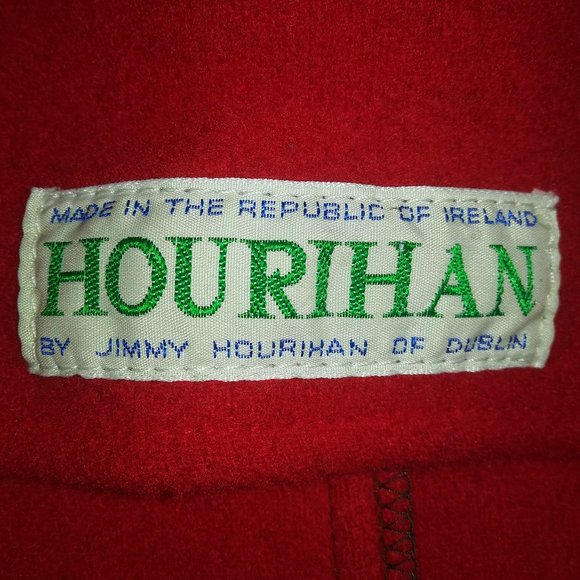 MADE IN THE REPUBLIC OF IRELAND
HOURIHAN
BY JIMMY HOURIHAN OF DUBLIN